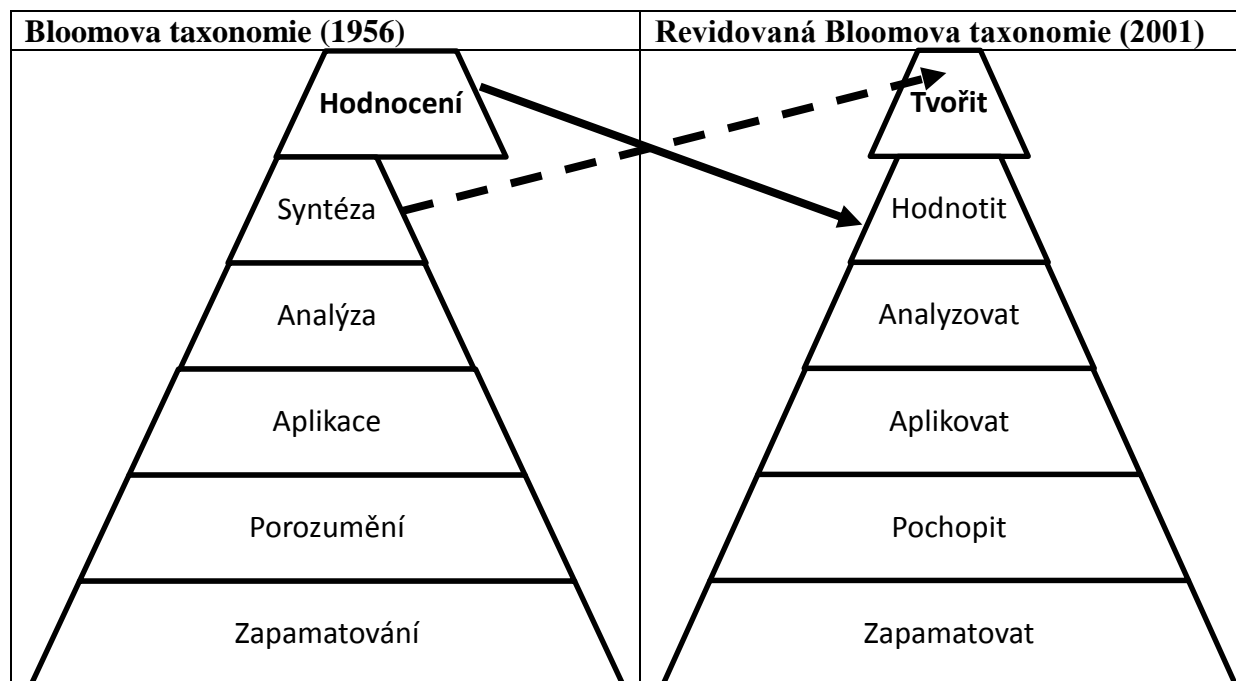 Bloomova taxonomie (1956)
Revidovaná Bloomova taxonomie (2001)
Hodnocení
Syntéza
Analýza
Aplikace
Porozumění
Zapamatování
Tvořit
Hodnotit
Analyzovat
Aplikovat
Pochopit
Zapamatovat